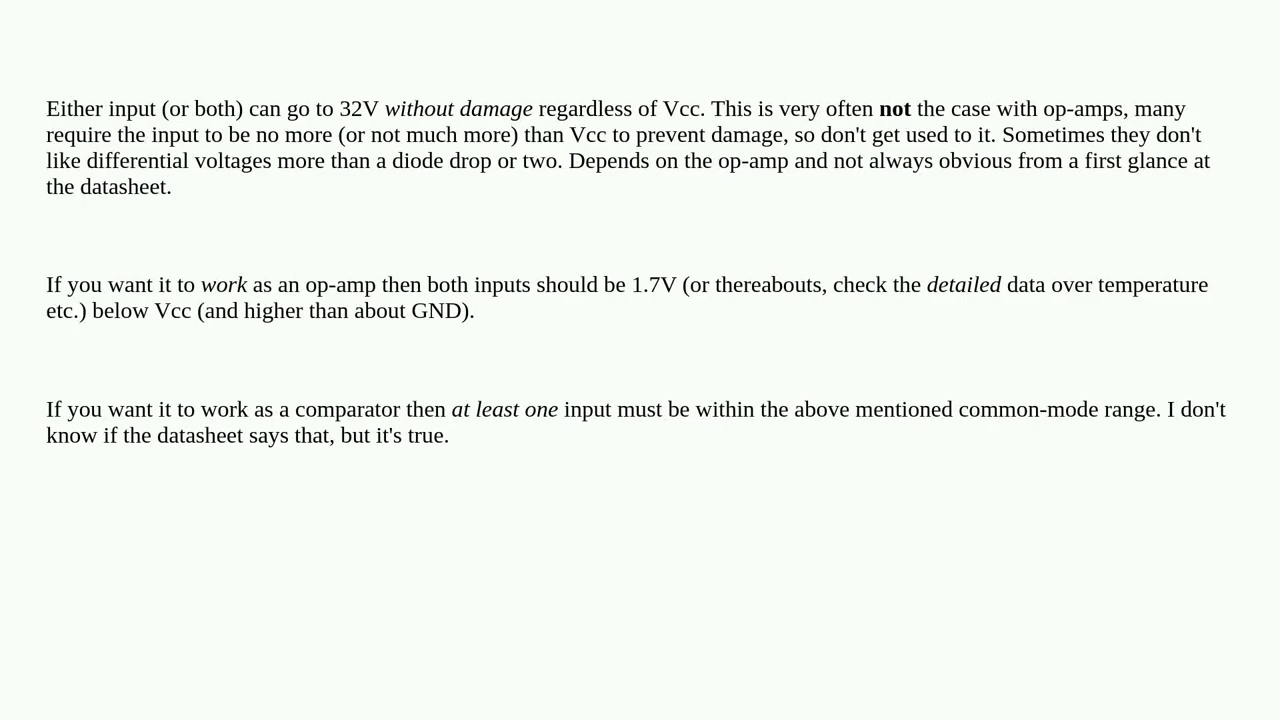 Either input (or both) can go to 32V without damage regardless of Vcc. This is very often not the case with op-amps, many
require the input to be no more (or not much more) than Vcc to prevent damage, so don't get used to it. Sometimes they don't
like differential voltages more than a diode drop or two. Depends on the op-amp and not always obvious from a first glance at
the datasheet.
If you want it to work as an op-amp then both inputs should be 1.7V (or thereabouts, check the detailed data over temperature
etc.) below Vcc (and higher than about GND).
If you want it to work as a comparator then at least one input must be within the above mentioned common-mode range. I don't
know if the datasheet says that, but it's true.